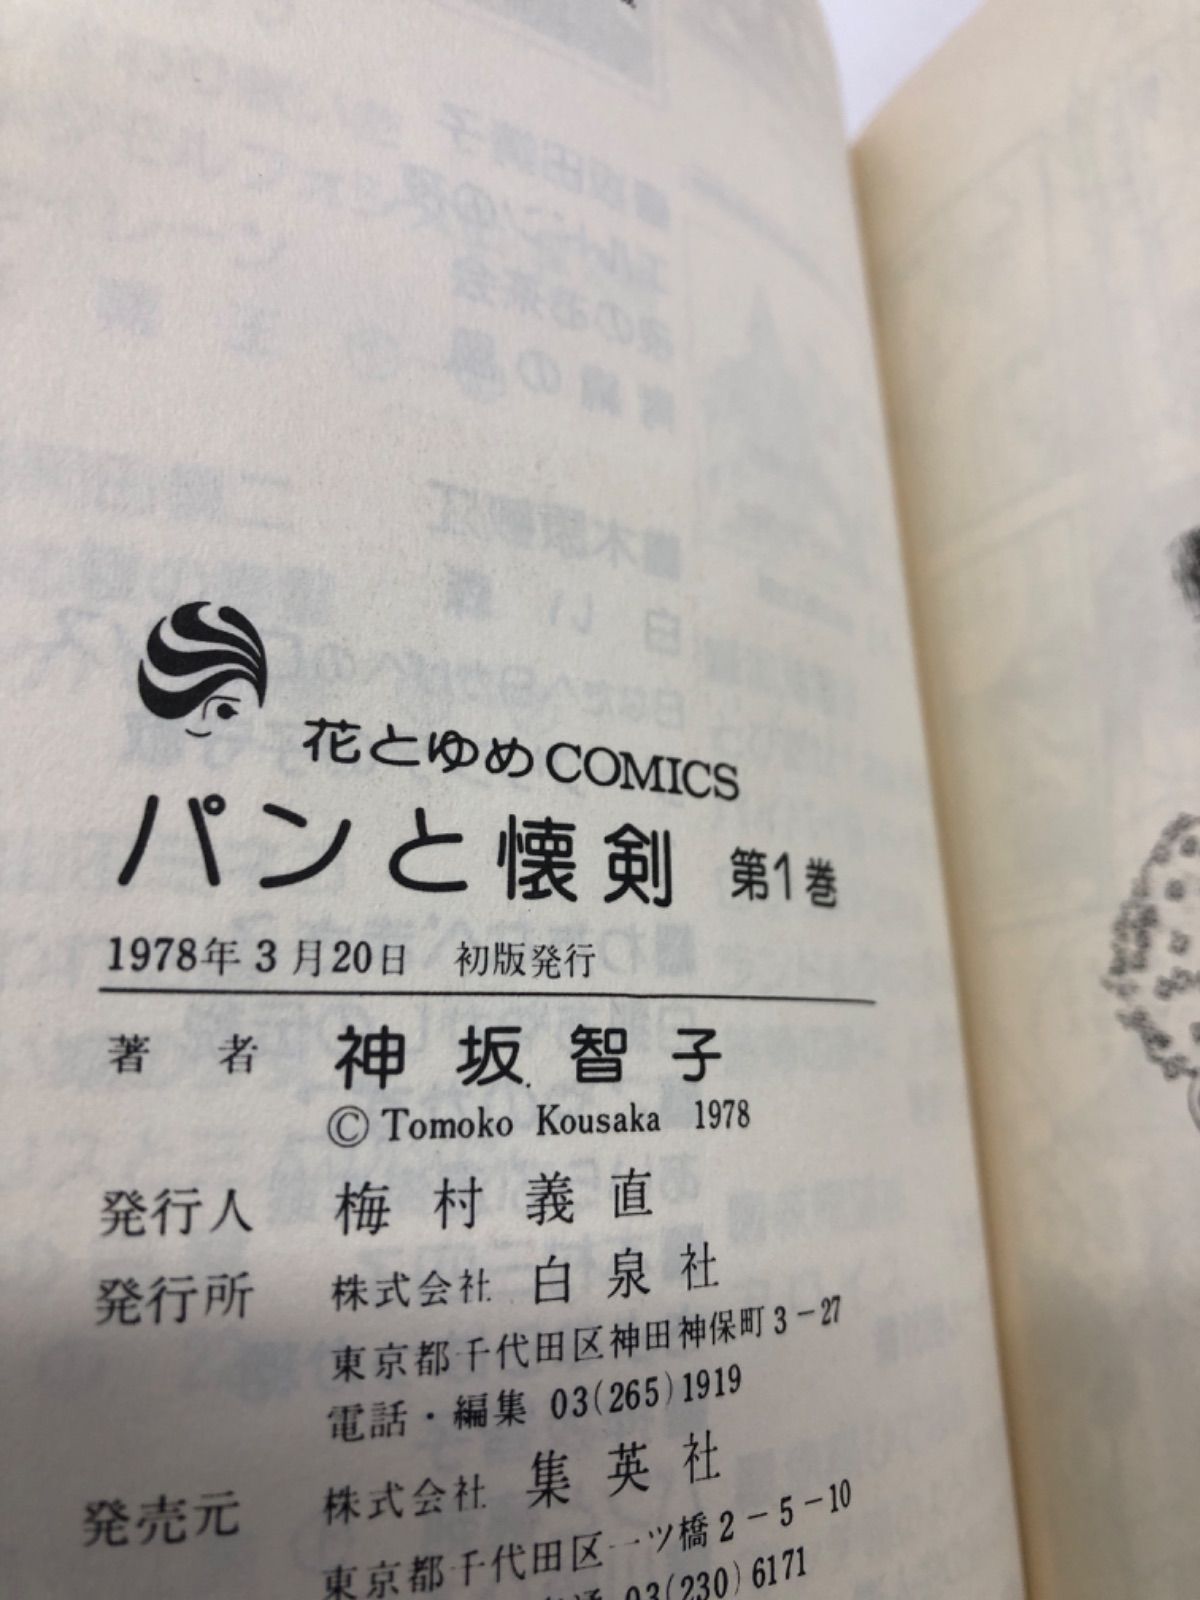 花とゆめCOMICS
パンと懐剣 第1巻
1978年3月20日 初版発行
著者 神坂智子
© Tomoko Kousaka 1978
発行人 梅村義直
発行所 株式会社 白泉社
東京都千代田区神田神保町3-27
電話・編集 03(265)1919
発売元 株式会社 集英社
東京都千代田区一ツ橋2-5-10
03(230)6171